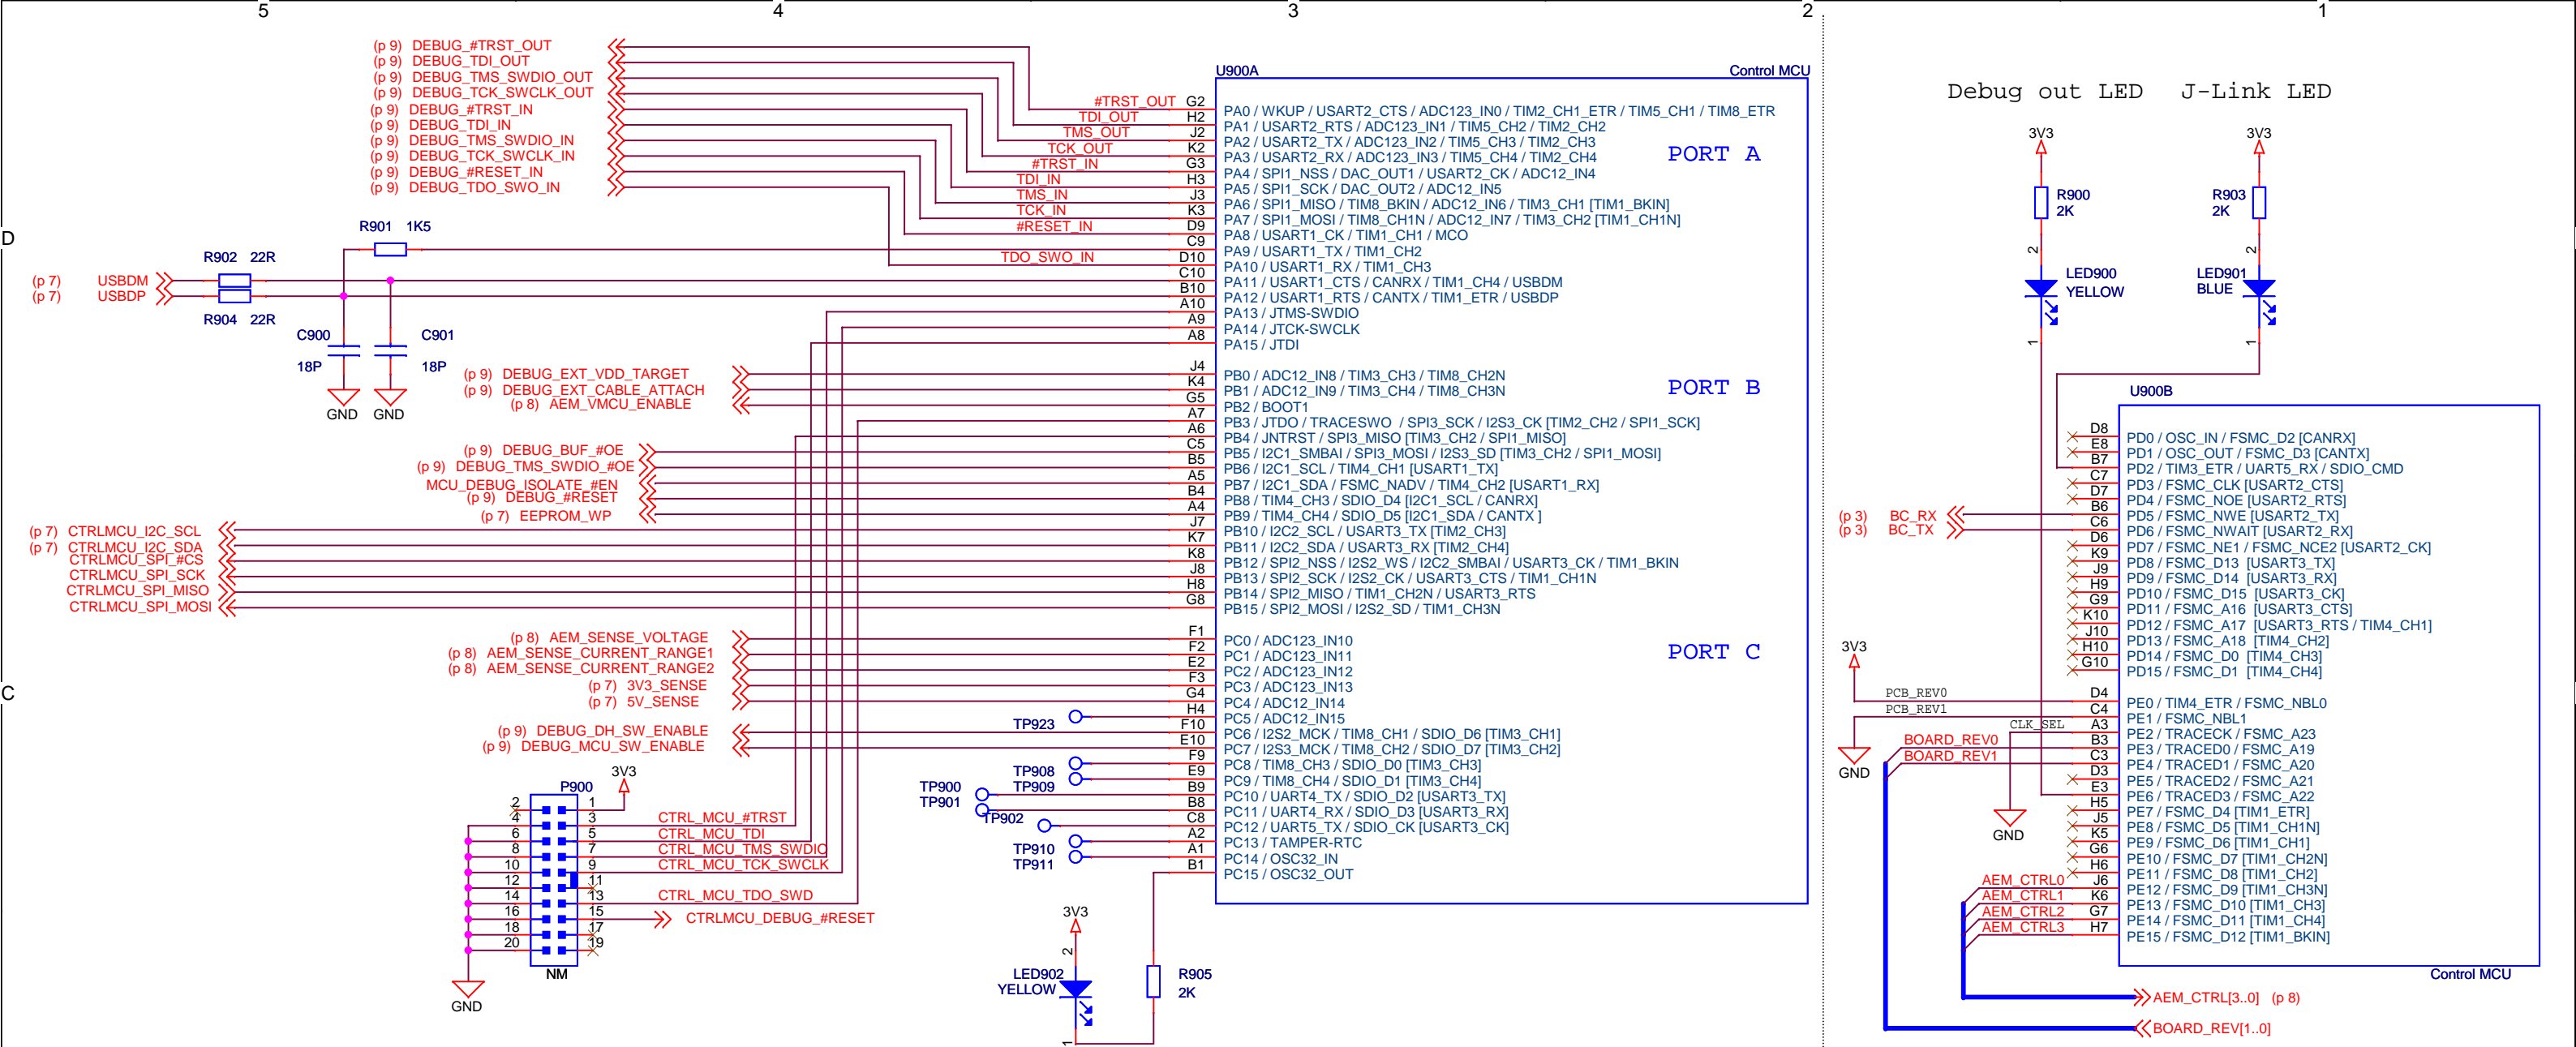 5 4 3 2 1
D
C
(p 9) DEBUG_#TRST_OUT
(p 9) DEBUG_TDI_OUT
(p 9) DEBUG_TMS_SWDIO_OUT
(p 9) DEBUG_TCK_SWCLK_OUT
(p 9) DEBUG_#TRST_IN
(p 9) DEBUG_TDI_IN
(p 9) DEBUG_TMS_SWDIO_IN
(p 9) DEBUG_TCK_SWCLK_IN
(p 9) DEBUG_#RESET_IN
(p 9) DEBUG_TDO_SWO_IN
R901 1K5
R902 22R
(p 7) USBDM
(p 7) USBDP
R904 22R
C900
18P
C901
18P
GND GND
(p 9) DEBUG_EXT_VDD_TARGET
(p 9) DEBUG_EXT_CABLE_ATTACH
(p 8) AEM_VMCU_ENABLE
(p 9) DEBUG_BUF_#OE
(p 9) DEBUG_TMS_SWDIO_#OE
MCU_DEBUG_ISOLATE_#EN
(p 9) DEBUG_#RESET
(p 7) EEPROM_WP
(p 7) CTRLMCU_I2C_SCL
(p 7) CTRLMCU_I2C_SDA
CTRLMCU_SPI_#CS
CTRLMCU_SPI_SCK
CTRLMCU_SPI_MISO
CTRLMCU_SPI_MOSI
(p 8) AEM_SENSE_VOLTAGE
(p 8) AEM_SENSE_CURRENT_RANGE1
(p 8) AEM_SENSE_CURRENT_RANGE2
(p 7) 3V3_SENSE
(p 7) 5V_SENSE
TP923
(p 9) DEBUG_DH_SW_ENABLE
(p 9) DEBUG_MCU_SW_ENABLE
TP908
TP909
TP900
TP901
TP902
TP910
TP911
P900
3V3
2 1
4 3 CTRL_MCU_#TRST
6 5 CTRL_MCU_TDI
8 7 CTRL_MCU_TMS_SWDIO
10 9 CTRL_MCU_TCK_SWCLK
12 11
14 13 CTRL_MCU_TDO_SWD
16 15 CTRLMCU_DEBUG_#RESET
18 17
20 19
NM
GND
3V3
2
LED902
YELLOW
1
R905
2K
U900A Control MCU
PORT A
#TRST_OUT G2 PA0 / WKUP / USART2_CTS / ADC123_IN0 / TIM2_CH1_ETR / TIM5_CH1 / TIM8_ETR
TDI_OUT H2 PA1 / USART2_RTS / ADC123_IN1 / TIM5_CH2 / TIM2_CH2
TMS_OUT J2 PA2 / USART2_TX / ADC123_IN2 / TIM5_CH3 / TIM2_CH3
TCK_OUT K2 PA3 / USART2_RX / ADC123_IN3 / TIM5_CH4 / TIM2_CH4
#TRST_IN G3 PA4 / SPI1_NSS / DAC_OUT1 / USART2_CK / ADC12_IN4
TDI_IN H3 PA5 / SPI1_SCK / DAC_OUT2 / ADC12_IN5
TMS_IN J3 PA6 / SPI1_MISO / TIM8_BKIN / ADC12_IN6 / TIM3_CH1 [TIM1_BKIN]
TCK_IN K3 PA7 / SPI1_MOSI / TIM8_CH1N / ADC12_IN7 / TIM3_CH2 [TIM1_CH1N]
#RESET_IN D9 PA8 / USART1_CK / TIM1_CH1 / MCO
C9 PA9 / USART1_TX / TIM1_CH2
TDO_SWO_IN D10 PA10 / USART1_RX / TIM1_CH3
C10 PA11 / USART1_CTS / CANRX / TIM1_CH4 / USBDM
B10 PA12 / USART1_RTS / CANTX / TIM1_ETR / USBDP
A10 PA13 / JTMS-SWDIO
A9 PA14 / JTCK-SWCLK
A8 PA15 / JTDI
PORT B
J4 PB0 / ADC12_IN8 / TIM3_CH3 / TIM8_CH2N
K4 PB1 / ADC12_IN9 / TIM3_CH4 / TIM8_CH3N
G5 PB2 / BOOT1
A7 PB3 / JTDO / TRACESWO / SPI3_SCK / I2S3_CK [TIM2_CH2 / SPI1_SCK]
A6 PB4 / JNTRST / SPI3_MISO [TIM3_CH2 / SPI1_MISO]
C5 PB5 / I2C1_SMBAI / SPI3_MOSI / I2S3_SD [TIM3_CH2 / SPI1_MOSI]
B5 PB6 / I2C1_SCL / TIM4_CH1 [USART1_TX]
A5 PB7 / I2C1_SDA / FSMC_NADV / TIM4_CH2 [USART1_RX]
B4 PB8 / TIM4_CH3 / SDIO_D4 [I2C1_SCL / CANRX]
A4 PB9 / TIM4_CH4 / SDIO_D5 [I2C1_SDA / CANTX ]
J7 PB10 / I2C2_SCL / USART3_TX [TIM2_CH3]
K7 PB11 / I2C2_SDA / USART3_RX [TIM2_CH4]
K8 PB12 / SPI2_NSS / I2S2_WS / I2C2_SMBAI / USART3_CK / TIM1_BKIN
J8 PB13 / SPI2_SCK / I2S2_CK / USART3_CTS / TIM1_CH1N
H8 PB14 / SPI2_MISO / TIM1_CH2N / USART3_RTS
G8 PB15 / SPI2_MOSI / I2S2_SD / TIM1_CH3N
PORT C
F1 PC0 / ADC123_IN10
F2 PC1 / ADC123_IN11
E2 PC2 / ADC123_IN12
F3 PC3 / ADC123_IN13
G4 PC4 / ADC12_IN14
H4 PC5 / ADC12_IN15
F10 PC6 / I2S2_MCK / TIM8_CH1 / SDIO_D6 [TIM3_CH1]
E10 PC7 / I2S3_MCK / TIM8_CH2 / SDIO_D7 [TIM3_CH2]
F9 PC8 / TIM8_CH3 / SDIO_D0 [TIM3_CH3]
E9 PC9 / TIM8_CH4 / SDIO_D1 [TIM3_CH4]
B9 PC10 / UART4_TX / SDIO_D2 [USART3_TX]
B8 PC11 / UART4_RX / SDIO_D3 [USART3_RX]
C8 PC12 / UART5_TX / SDIO_CK [USART3_CK]
A2 PC13 / TAMPER-RTC
A1 PC14 / OSC32_IN
B1 PC15 / OSC32_OUT
Debug out LED J-Link LED
3V3 3V3
R900
2K
R903
2K
2 2
LED900
YELLOW
LED901
BLUE
1 1
U900B
D8 PD0 / OSC_IN / FSMC_D2 [CANRX]
E8 PD1 / OSC_OUT / FSMC_D3 [CANTX]
B7 PD2 / TIM3_ETR / UART5_RX / SDIO_CMD
C7 PD3 / FSMC_CLK [USART2_CTS]
D7 PD4 / FSMC_NOE [USART2_RTS]
(p 3) BC_RX B6 PD5 / FSMC_NWE [USART2_TX]
(p 3) BC_TX C6 PD6 / FSMC_NWAIT [USART2_RX]
D6 PD7 / FSMC_NE1 / FSMC_NCE2 [USART2_CK]
K9 PD8 / FSMC_D13 [USART3_TX]
J9 PD9 / FSMC_D14 [USART3_RX]
H9 PD10 / FSMC_D15 [USART3_CK]
G9 PD11 / FSMC_A16 [USART3_CTS]
K10 PD12 / FSMC_A17 [USART3_RTS / TIM4_CH1]
J10 PD13 / FSMC_A18 [TIM4_CH2]
H10 PD14 / FSMC_D0 [TIM4_CH3]
G10 PD15 / FSMC_D1 [TIM4_CH4]
3V3
PCB_REV0 D4 PE0 / TIM4_ETR / FSMC_NBL0
PCB_REV1 C4 PE1 / FSMC_NBL1
CLK_SEL A3 PE2 / TRACECK / FSMC_A23
BOARD_REV0 B3 PE3 / TRACED0 / FSMC_A19
BOARD_REV1 C3 PE4 / TRACED1 / FSMC_A20
GND
D3 PE5 / TRACED2 / FSMC_A21
E3 PE6 / TRACED3 / FSMC_A22
H5 PE7 / FSMC_D4 [TIM1_ETR]
J5 PE8 / FSMC_D5 [TIM1_CH1N]
GND
K5 PE9 / FSMC_D6 [TIM1_CH1]
G6 PE10 / FSMC_D7 [TIM1_CH2N]
H6 PE11 / FSMC_D8 [TIM1_CH2]
AEM_CTRL0 J6 PE12 / FSMC_D9 [TIM1_CH3N]
AEM_CTRL1 K6 PE13 / FSMC_D10 [TIM1_CH3]
AEM_CTRL2 G7 PE14 / FSMC_D11 [TIM1_CH4]
AEM_CTRL3 H7 PE15 / FSMC_D12 [TIM1_BKIN]
Control MCU
AEM_CTRL[3..0] (p 8)
BOARD_REV[1..0]